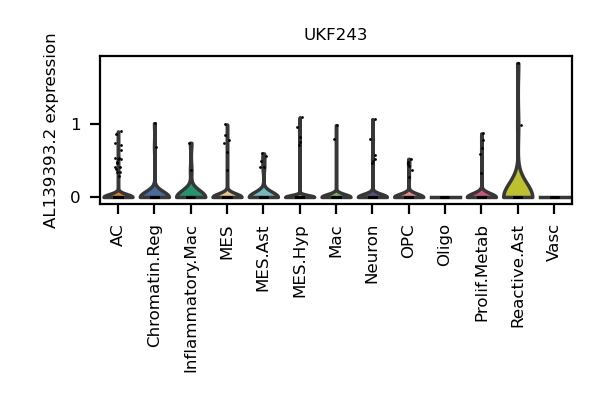 UKF243
AL139393.2 expression
1
0
AC
Chromatin.Reg
Inflammatory.Mac
MES
MES.Ast
MES.Hyp
Mac
Neuron
OPC
Oligo
Prolif.Metab
Reactive.Ast
Vasc